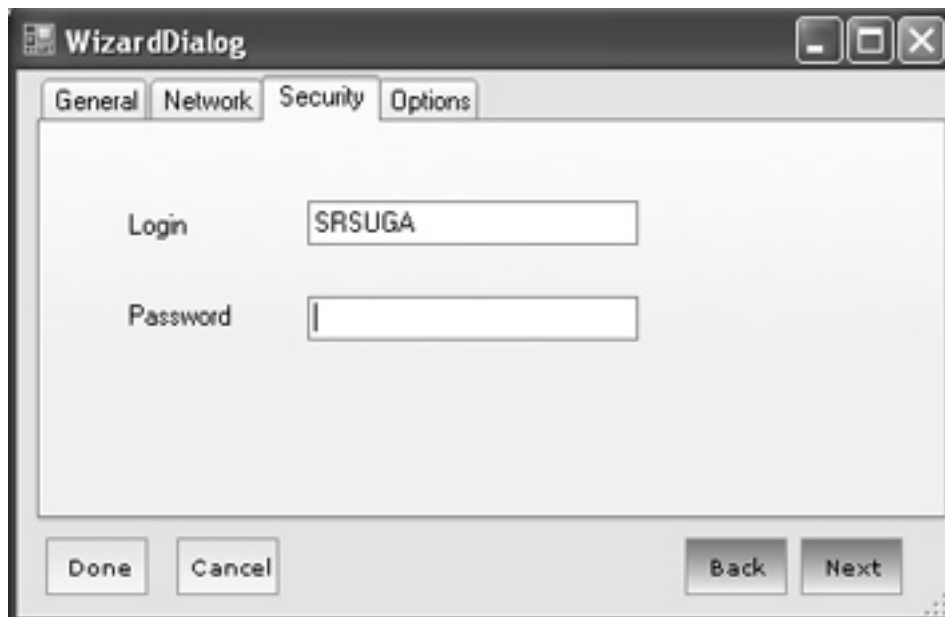 WizardDialog
General Network Security Options
Login SRSUGA
Password
Done Cancel Back Next